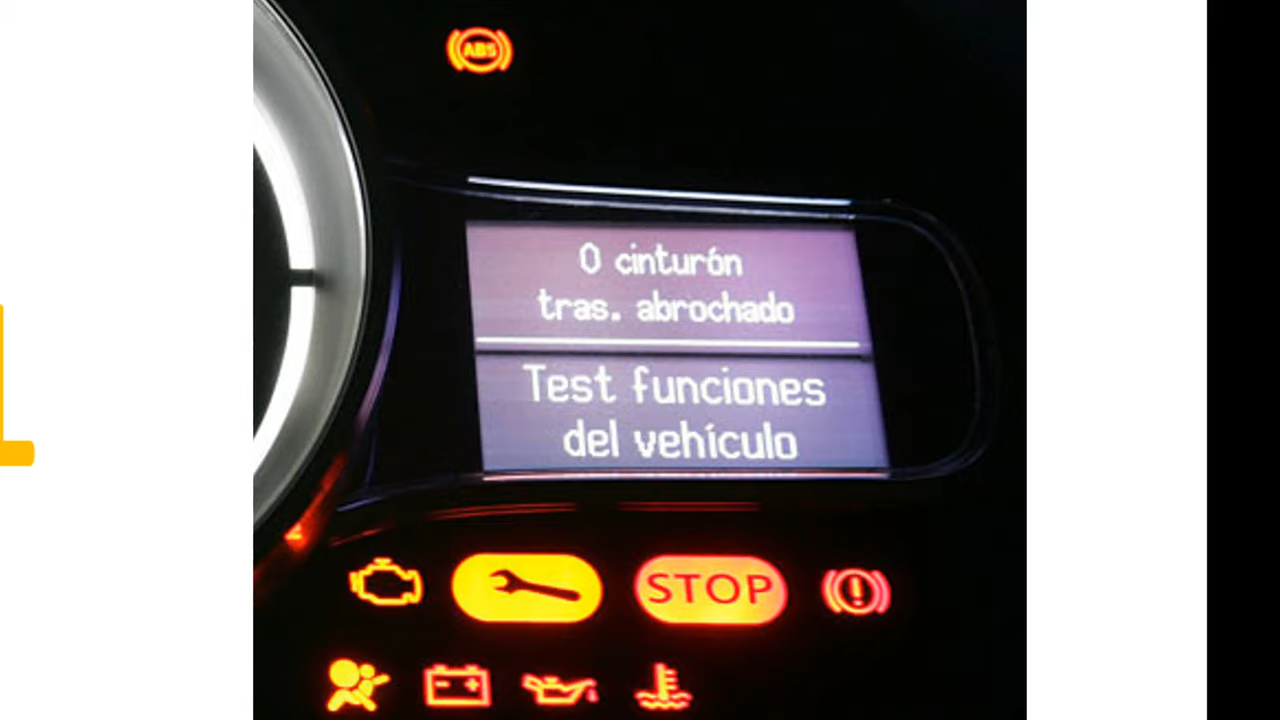 ABS
0 cinturón
tras. abrochado
Test funciones
del vehículo
STOP